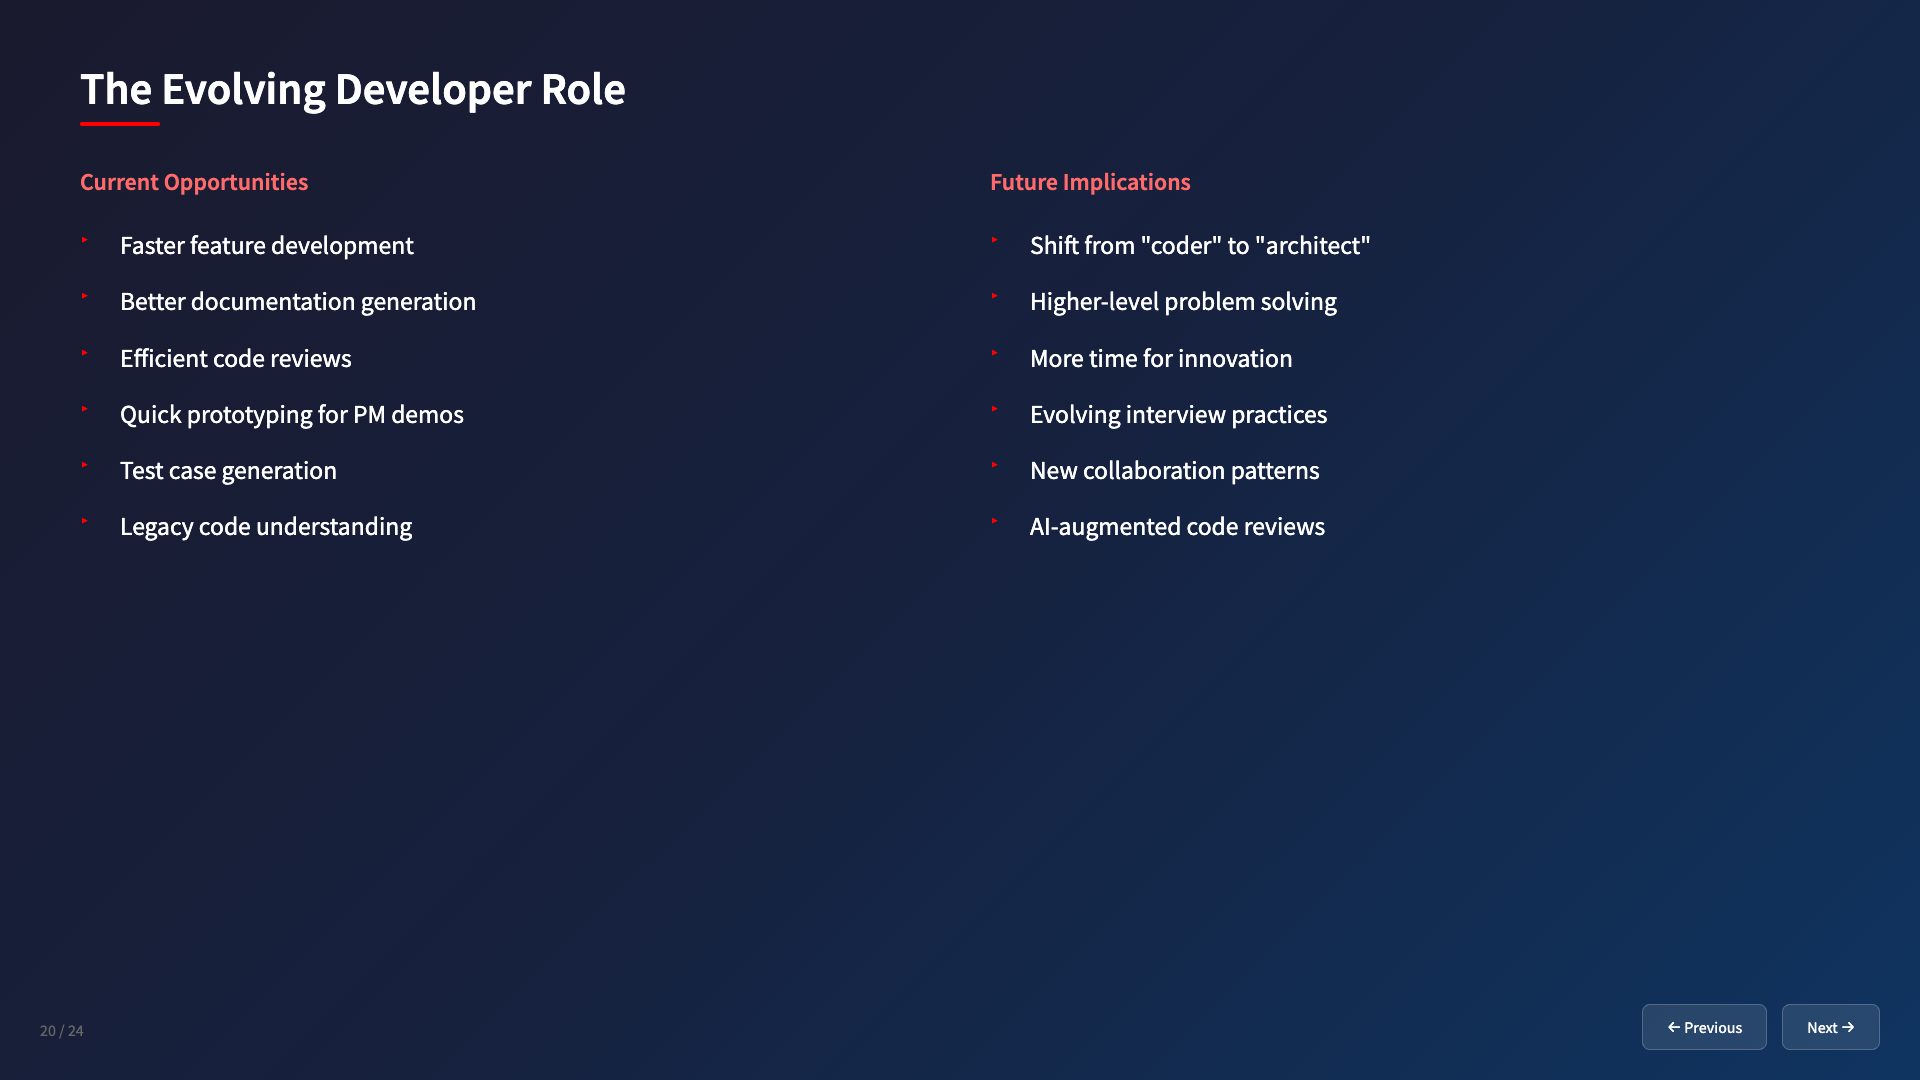 The Evolving Developer Role
Current Opportunities
Faster feature development
Better documentation generation
Efficient code reviews
Quick prototyping for PM demos
Test case generation
Legacy code understanding
Future Implications
Shift from "coder" to "architect"
Higher-level problem solving
More time for innovation
Evolving interview practices
New collaboration patterns
AI-augmented code reviews
20 / 24
← Previous
Next →